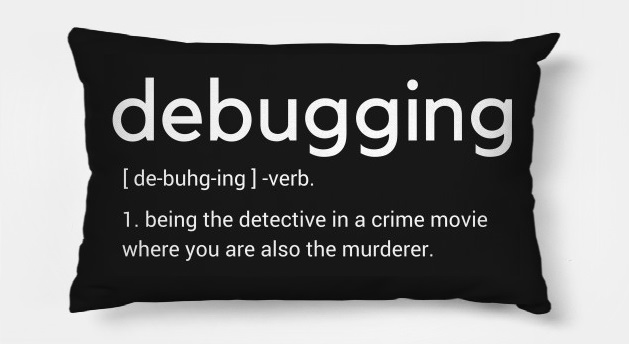 debugging
[ de-buhg-ing ] -verb.
1. being the detective in a crime movie
where you are also the murderer.